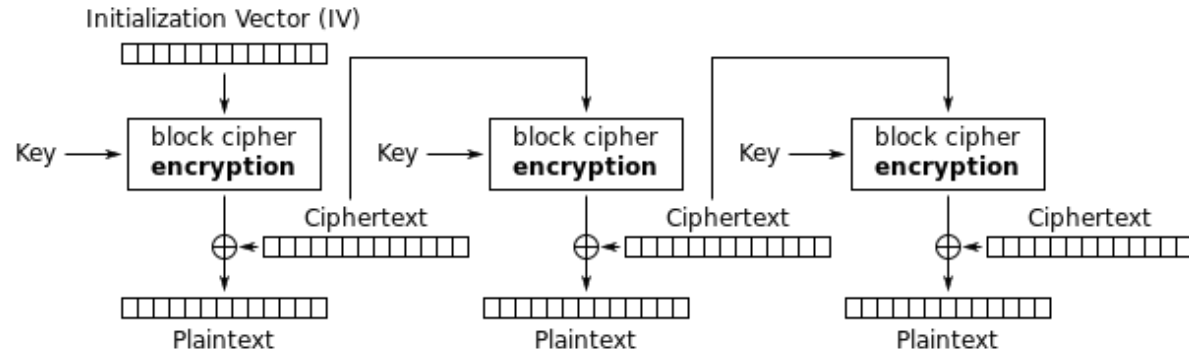 Initialization Vector (IV)
Key
block cipher
encryption
Key
block cipher
encryption
Key
block cipher
encryption
Ciphertext
Ciphertext
Ciphertext
Plaintext
Plaintext
Plaintext